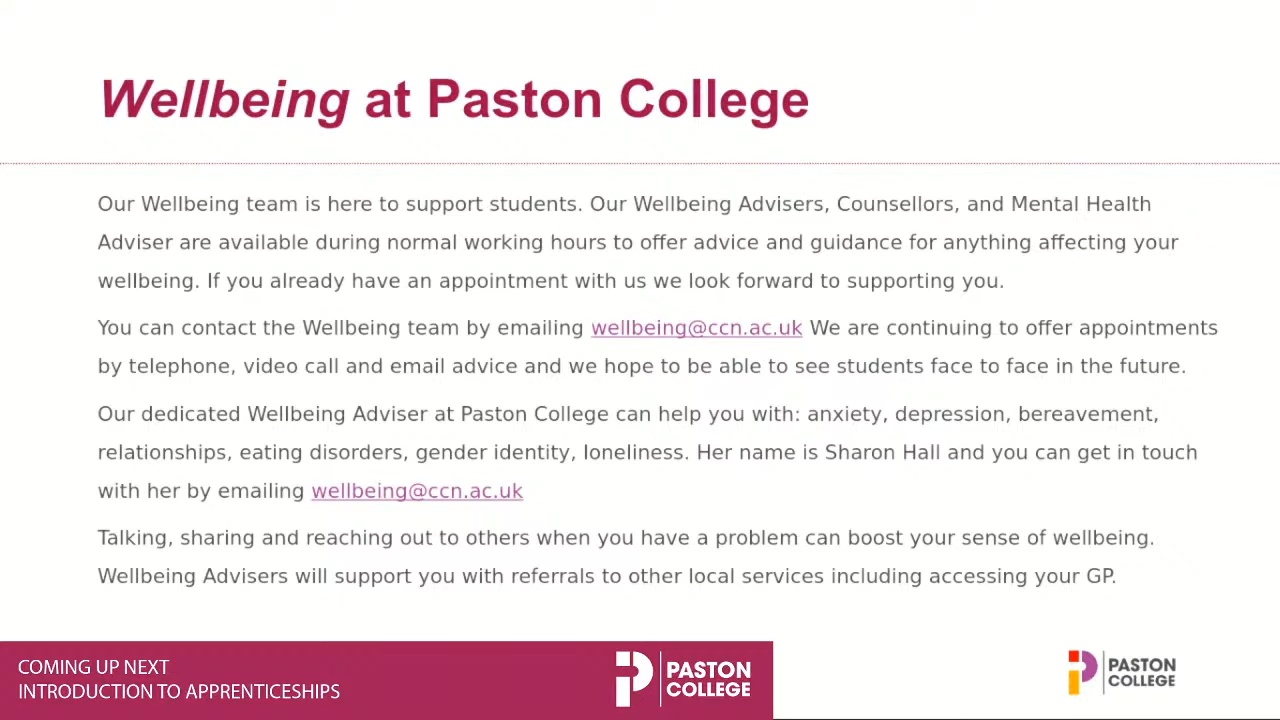 Wellbeing at Paston College
Our Wellbeing team is here to support students. Our Wellbeing Advisers, Counsellors, and Mental Health
Adviser are available during normal working hours to offer advice and guidance for anything affecting your
wellbeing. If you already have an appointment with us we look forward to supporting you.
You can contact the Wellbeing team by emailing wellbeing@ccn.ac.uk We are continuing to offer appointments
by telephone, video call and email advice and we hope to be able to see students face to face in the future.
Our dedicated Wellbeing Adviser at Paston College can help you with: anxiety, depression, bereavement,
relationships, eating disorders, gender identity, loneliness. Her name is Sharon Hall and you can get in touch
with her by emailing wellbeing@ccn.ac.uk
Talking, sharing and reaching out to others when you have a problem can boost your sense of wellbeing.
Wellbeing Advisers will support you with referrals to other local services including accessing your GP.
COMING UP NEXT
INTRODUCTION TO APPRENTICESHIPS
PASTON
COLLEGE
PASTON
COLLEGE